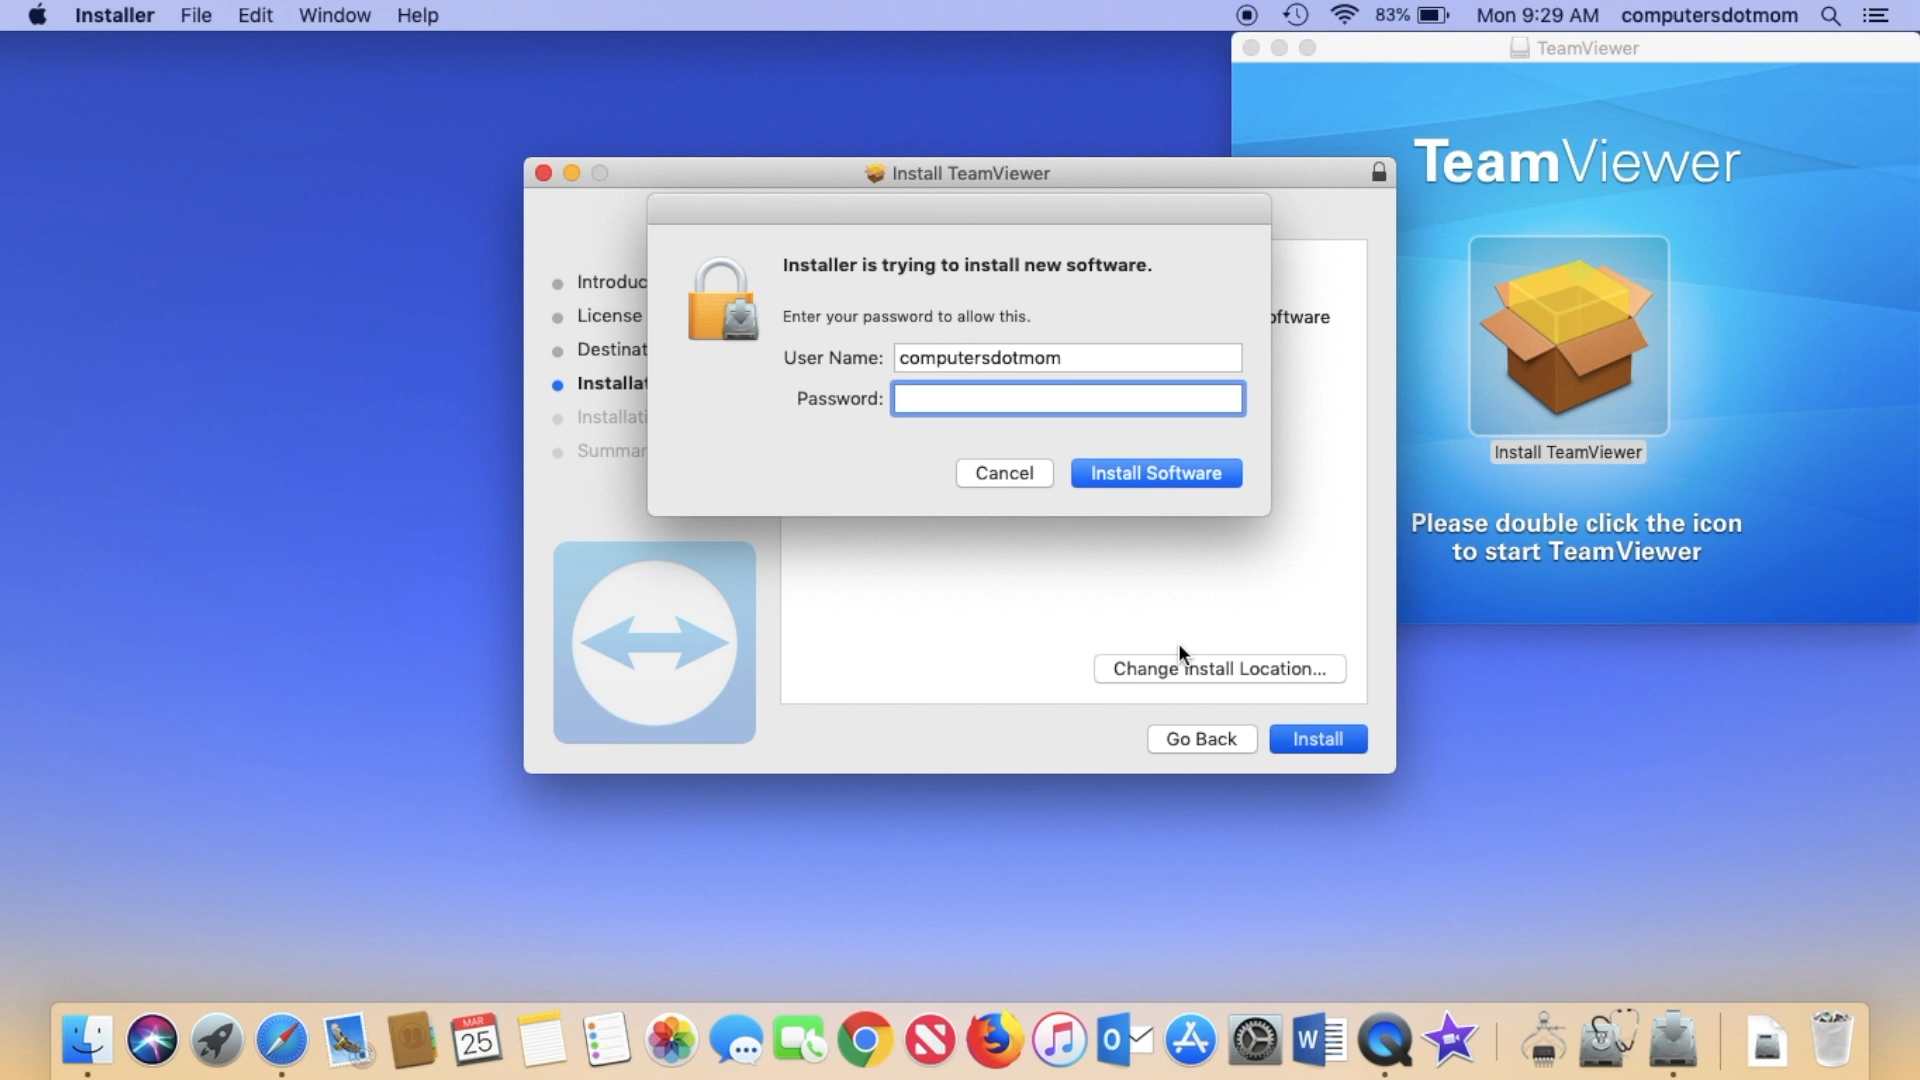 Installer File Edit Window Help 83% Mon 9:29 AM computersdotmom
TeamViewer
TeamViewer
Install TeamViewer
Please double click the icon
to start TeamViewer
Install TeamViewer
Installer is trying to install new software.
Enter your password to allow this.
User Name: computersdotmom
Password:
Cancel Install Software
Introduc
License
Destinat
Installat
Installati
Summar
oftware
Change Install Location...
Go Back Install
MAR
25